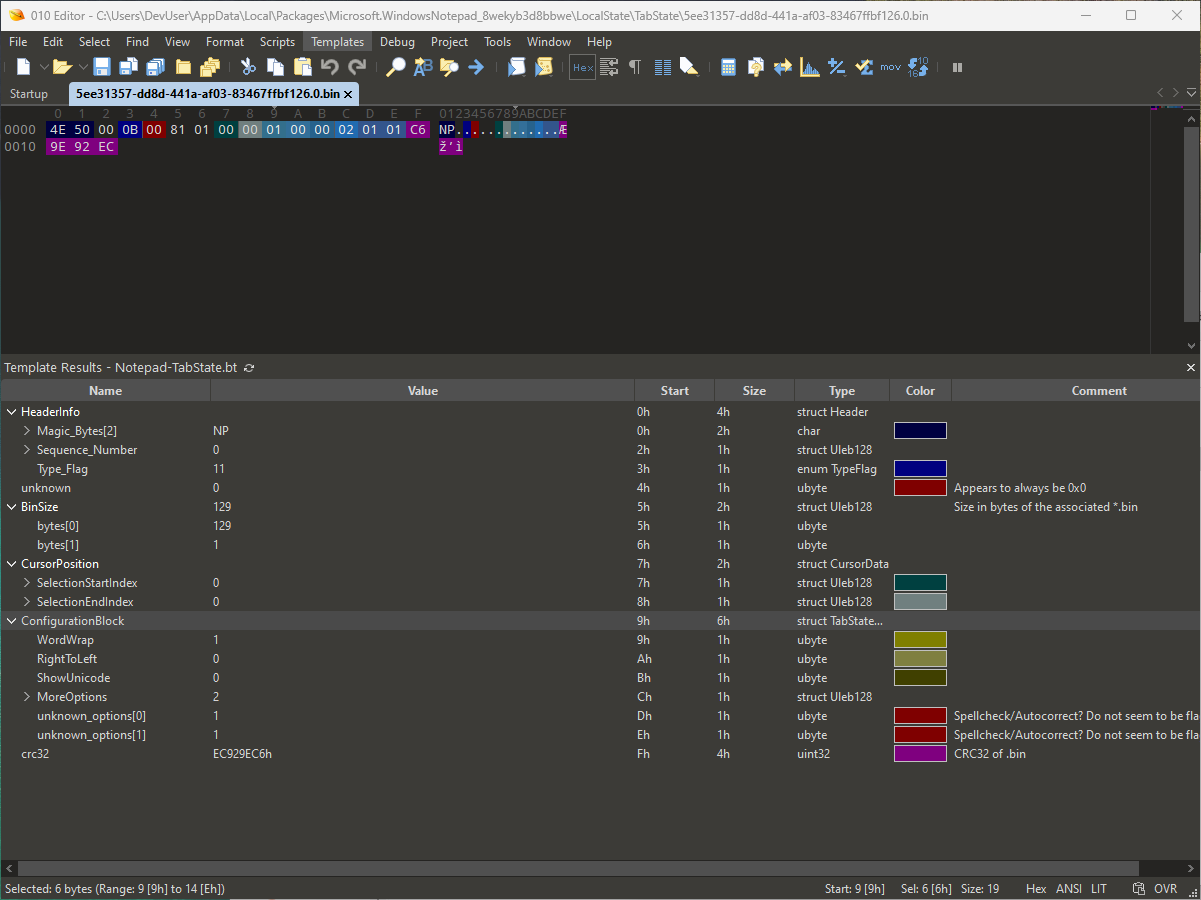 010 Editor - C:\Users\DevUser\AppData\Local\Packages\Microsoft.WindowsNotepad_8wekyb3d8bbwe\LocalState\TabState\5ee31357-dd8d-441a-af03-83467ffbf126.0.bin
File Edit Select Find View Format Scripts Templates Debug Project Tools Window Help
Hex mov
Startup 5ee31357-dd8d-441a-af03-83467ffbf126.0.bin ×
0 1 2 3 4 5 6 7 8 9 A B C D E F 0123456789ABCDEF
0000 4E 50 00 0B 00 81 01 00 00 01 00 00 02 01 01 C6 NP.............Æ
0010 9E 92 EC ž’ì
Template Results - Notepad-TabState.bt
Name Value Start Size Type Color Comment
HeaderInfo 0h 4h struct Header
Magic_Bytes[2] NP 0h 2h char
Sequence_Number 0 2h 1h struct Uleb128
Type_Flag 11 3h 1h enum TypeFlag
unknown 0 4h 1h ubyte Appears to always be 0x0
BinSize 129 5h 2h struct Uleb128 Size in bytes of the associated *.bin
bytes[0] 129 5h 1h ubyte
bytes[1] 1 6h 1h ubyte
CursorPosition 7h 2h struct CursorData
SelectionStartIndex 0 7h 1h struct Uleb128
SelectionEndIndex 0 8h 1h struct Uleb128
ConfigurationBlock 9h 6h struct TabState...
WordWrap 1 9h 1h ubyte
RightToLeft 0 Ah 1h ubyte
ShowUnicode 0 Bh 1h ubyte
MoreOptions 2 Ch 1h struct Uleb128
unknown_options[0] 1 Dh 1h ubyte Spellcheck/Autocorrect? Do not seem to be fla
unknown_options[1] 1 Eh 1h ubyte Spellcheck/Autocorrect? Do not seem to be fla
crc32 EC929EC6h Fh 4h uint32 CRC32 of .bin
Selected: 6 bytes (Range: 9 [9h] to 14 [Eh]) Start: 9 [9h] Sel: 6 [6h] Size: 19 Hex ANSI LIT OVR